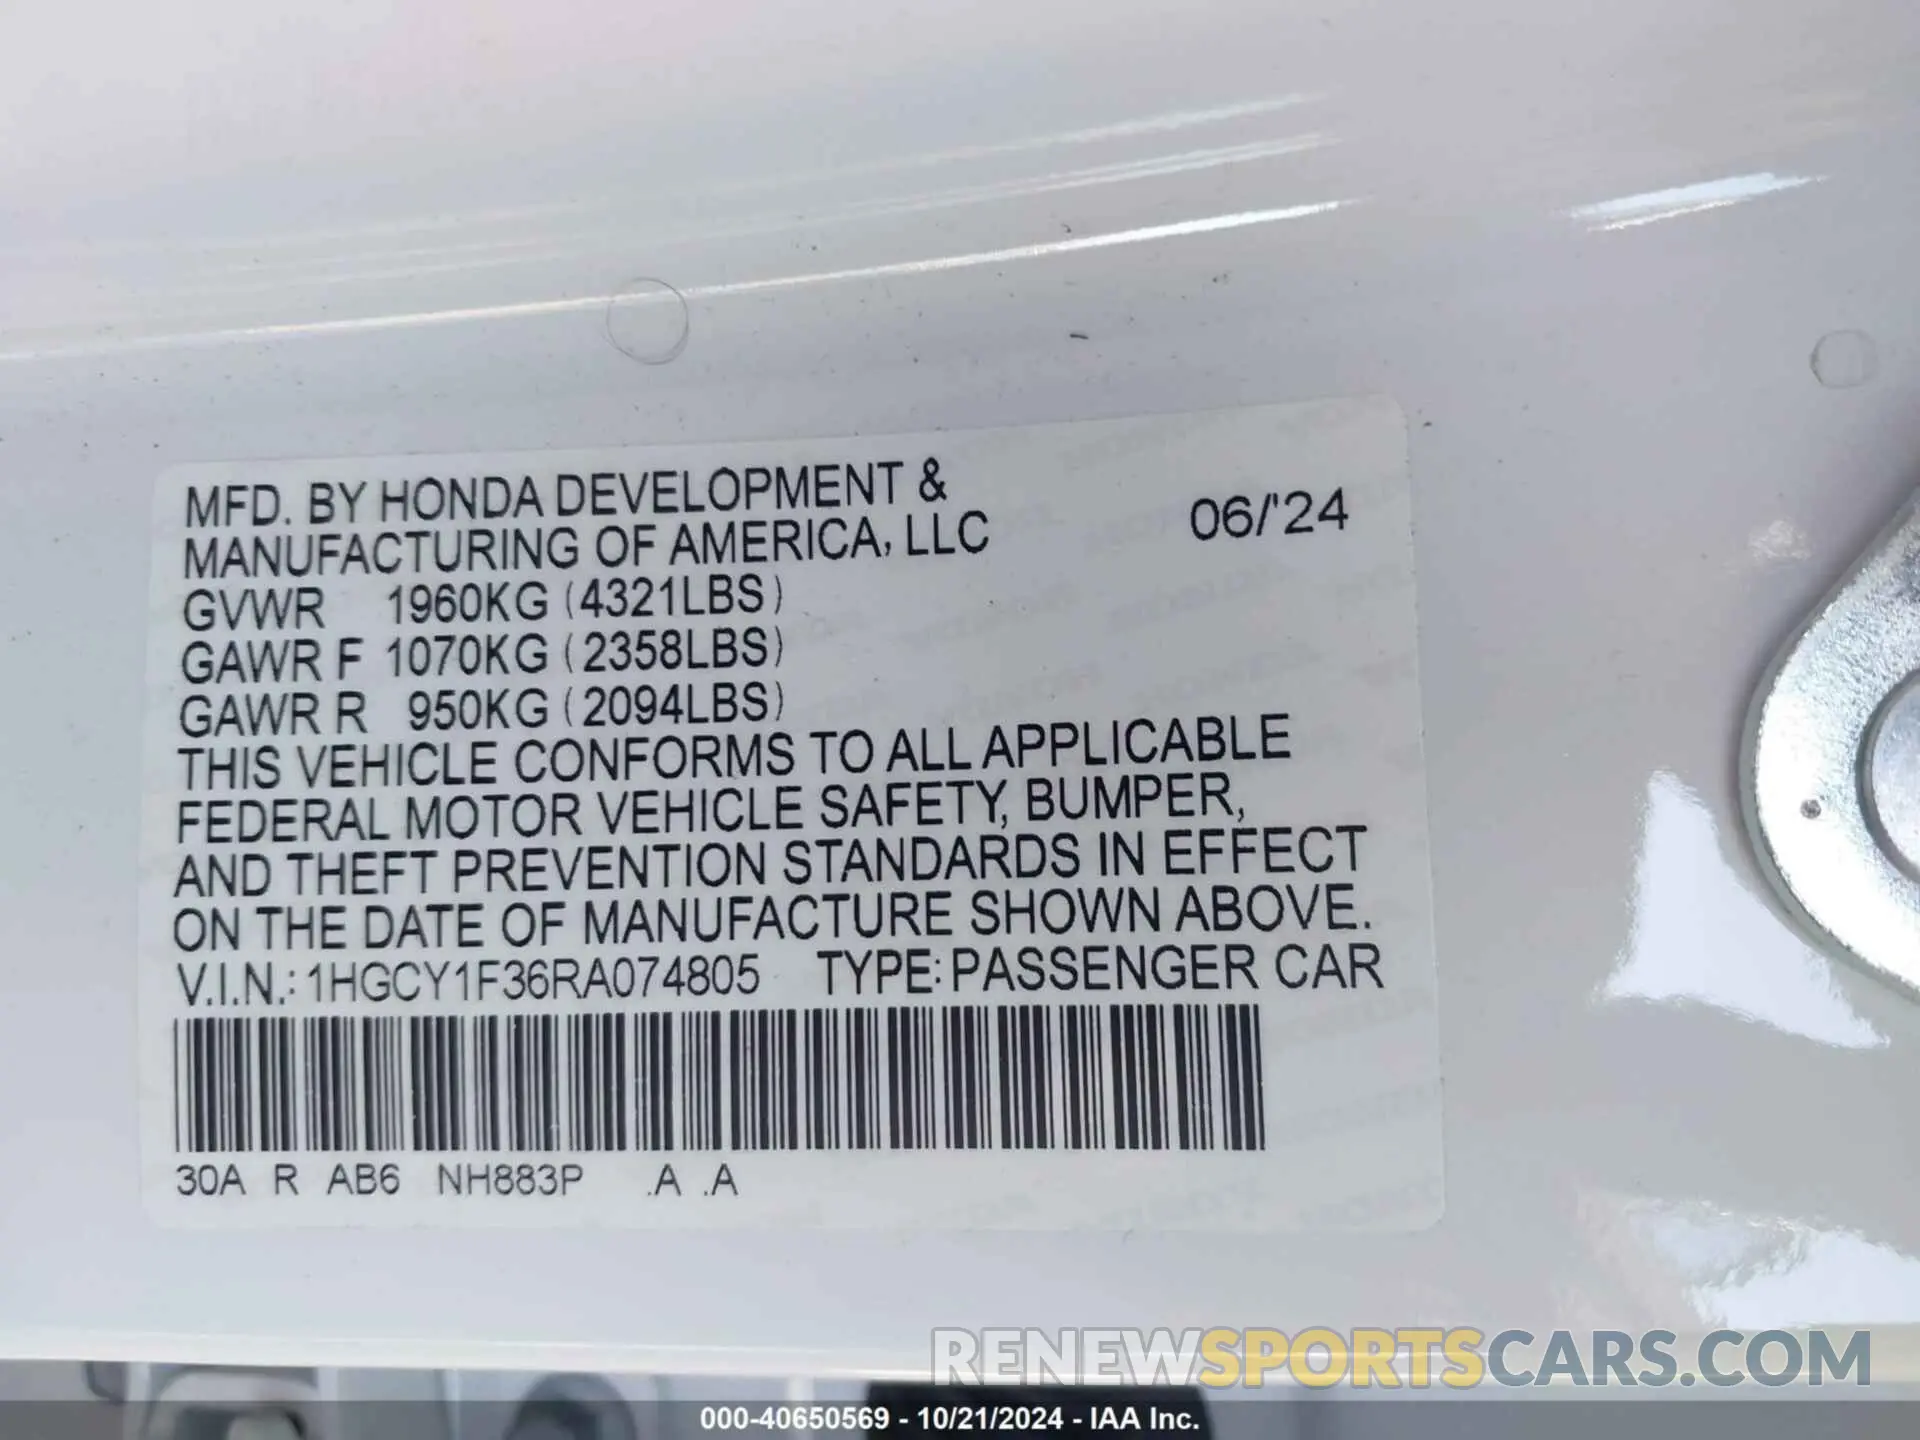 MFD. BY HONDA DEVELOPMENT &
MANUFACTURING OF AMERICA, LLC
06/'24
GVWR 1960KG (4321LBS)
GAWR F 1070KG (2358LBS)
GAWR R 950KG (2094LBS)
THIS VEHICLE CONFORMS TO ALL APPLICABLE
FEDERAL MOTOR VEHICLE SAFETY, BUMPER,
AND THEFT PREVENTION STANDARDS IN EFFECT
ON THE DATE OF MANUFACTURE SHOWN ABOVE.
V.I.N.: 1HGCY1F36RA074805 TYPE: PASSENGER CAR
30A R AB6 NH883P .A .A
RENEWSPORTSCARS.COM
000-40650569 - 10/21/2024 - IAA Inc.